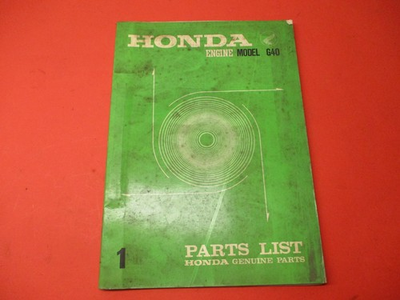 HONDA
ENGINE MODEL G40
1
PARTS LIST
HONDA GENUINE PARTS